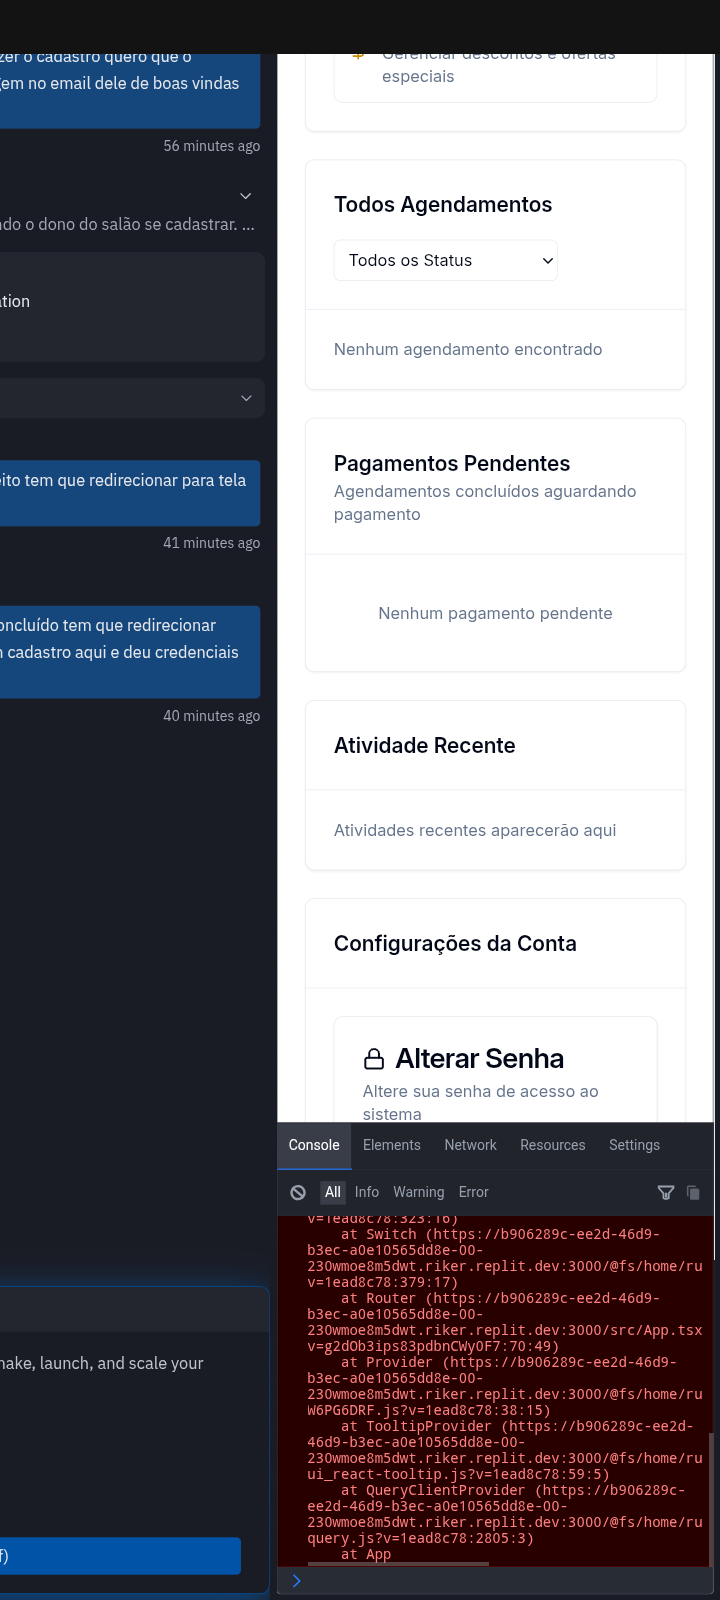 zer o cadastro quero que o
gem no email dele de boas vindas
56 minutes ago
ndo o dono do salão se cadastrar. ...
ation
ito tem que redirecionar para tela
41 minutes ago
oncluído tem que redirecionar
n cadastro aqui e deu credenciais
40 minutes ago
make, launch, and scale your
f)
Gerenciar descontos e ofertas
especiais
Todos Agendamentos
Todos os Status
Nenhum agendamento encontrado
Pagamentos Pendentes
Agendamentos concluídos aguardando
pagamento
Nenhum pagamento pendente
Atividade Recente
Atividades recentes aparecerão aqui
Configurações da Conta
Alterar Senha
Altere sua senha de acesso ao
sistema
Console Elements Network Resources Settings
All Info Warning Error
v=1ead8c78:323:16)
at Switch (https://b906289c-ee2d-46d9-
b3ec-a0e10565dd8e-00-
230wmoe8m5dwt.riker.replit.dev:3000/@fs/home/ru
v=1ead8c78:379:17)
at Router (https://b906289c-ee2d-46d9-
b3ec-a0e10565dd8e-00-
230wmoe8m5dwt.riker.replit.dev:3000/src/App.tsx
v=g2dOb3ips83pdbnCWyOF7:70:49)
at Provider (https://b906289c-ee2d-46d9-
b3ec-a0e10565dd8e-00-
230wmoe8m5dwt.riker.replit.dev:3000/@fs/home/ru
W6PG6DRF.js?v=1ead8c78:38:15)
at TooltipProvider (https://b906289c-ee2d-
46d9-b3ec-a0e10565dd8e-00-
230wmoe8m5dwt.riker.replit.dev:3000/@fs/home/ru
ui_react-tooltip.js?v=1ead8c78:59:5)
at QueryClientProvider (https://b906289c-
ee2d-46d9-b3ec-a0e10565dd8e-00-
230wmoe8m5dwt.riker.replit.dev:3000/@fs/home/ru
query.js?v=1ead8c78:2805:3)
at App